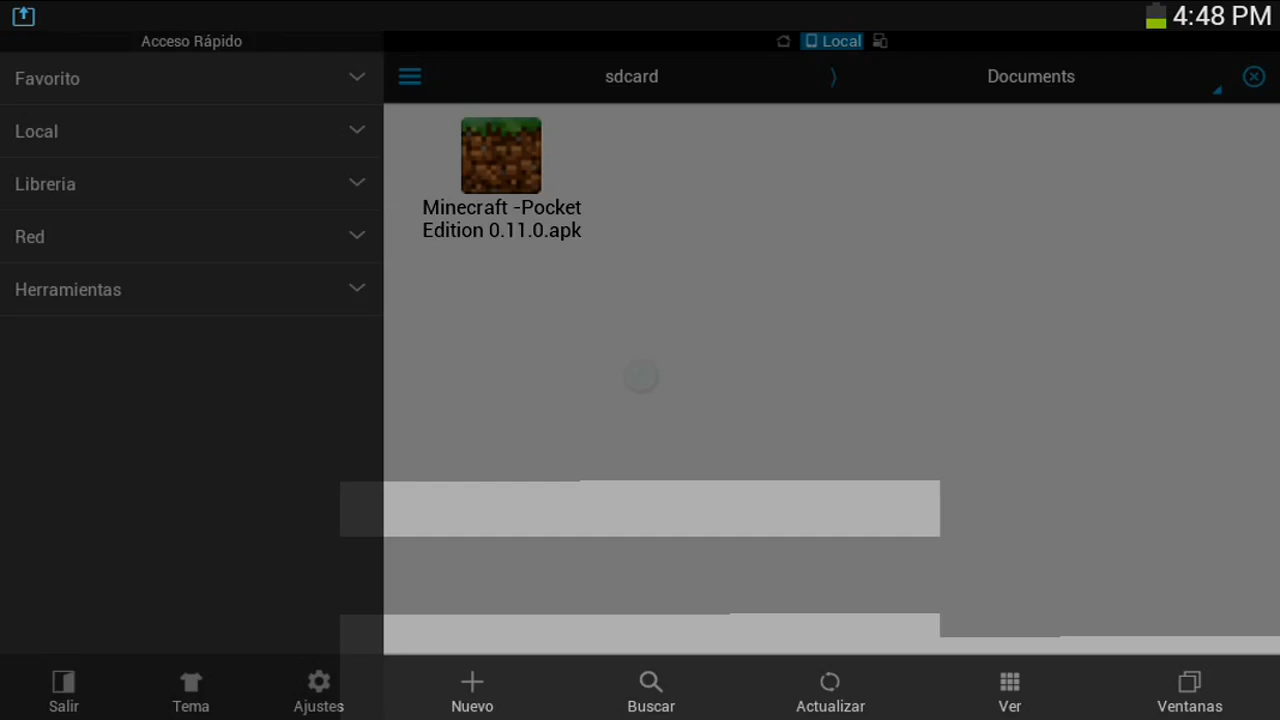 4:48 PM
Acceso Rápido
Local
Favorito
sdcard
Documents
Local
Libreria
Red
Herramientas
Minecraft -Pocket
Edition 0.11.0.apk
Salir
Tema
Ajustes
Nuevo
Buscar
Actualizar
Ver
Ventanas